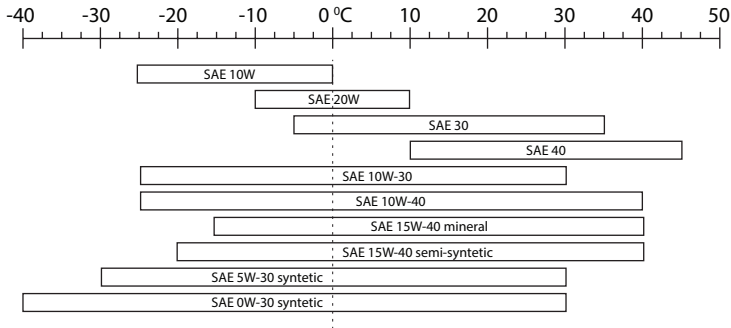 -40 -30 -20 -10 0 ⁰C 10 20 30 40 50
SAE 10W
SAE 20W
SAE 30
SAE 40
SAE 10W-30
SAE 10W-40
SAE 15W-40 mineral
SAE 15W-40 semi-syntetic
SAE 5W-30 syntetic
SAE 0W-30 syntetic